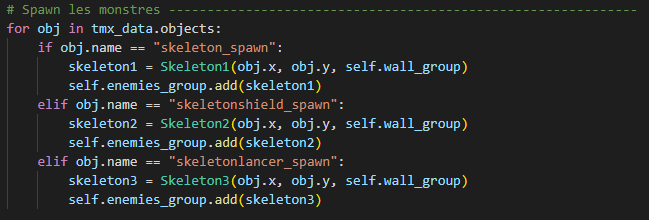 # Spawn les monstres -----------------------------------------------------------
for obj in tmx_data.objects:
    if obj.name == "skeleton_spawn":
        skeleton1 = Skeleton1(obj.x, obj.y, self.wall_group)
        self.enemies_group.add(skeleton1)
    elif obj.name == "skeletonshield_spawn":
        skeleton2 = Skeleton2(obj.x, obj.y, self.wall_group)
        self.enemies_group.add(skeleton2)
    elif obj.name == "skeletonlancer_spawn":
        skeleton3 = Skeleton3(obj.x, obj.y, self.wall_group)
        self.enemies_group.add(skeleton3)